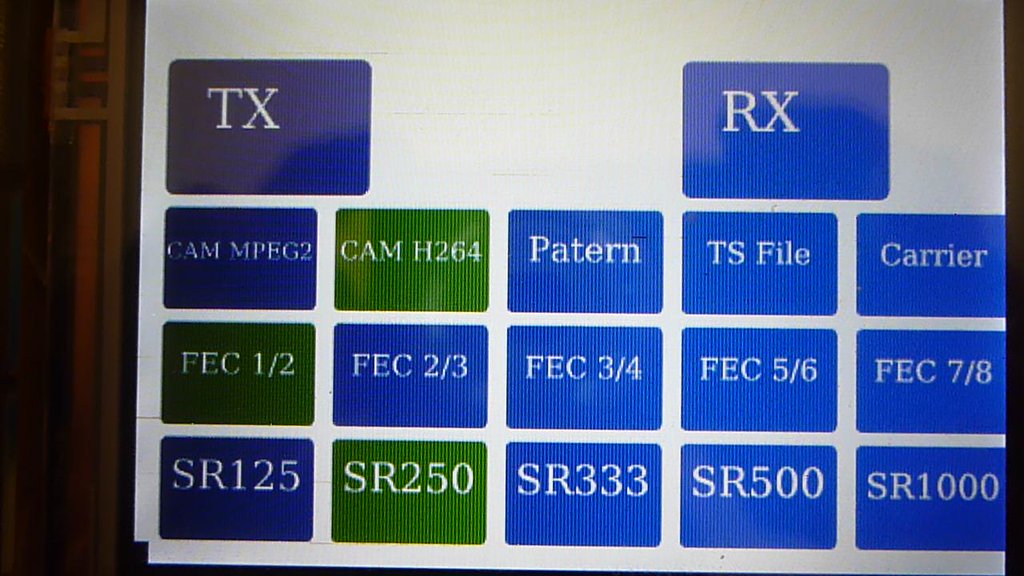 TX RX
CAM MPEG2 CAM H264 Patern TS File Carrier
FEC 1/2 FEC 2/3 FEC 3/4 FEC 5/6 FEC 7/8
SR125 SR250 SR333 SR500 SR1000